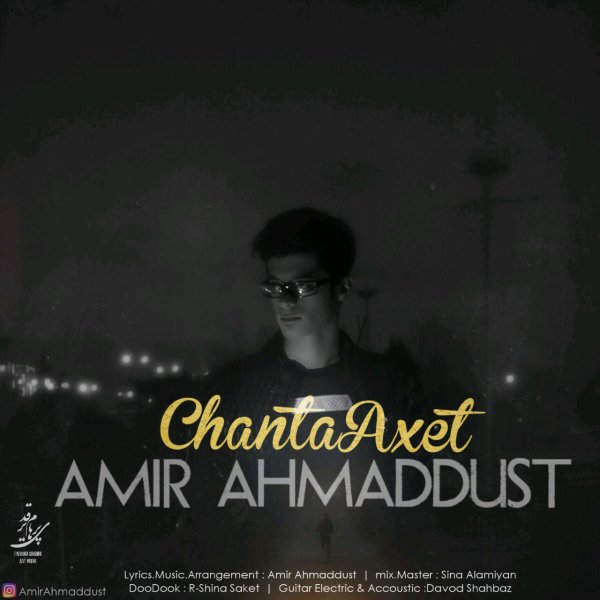 ChantaAxet
AMIR AHMADDUST
Lyrics.Music.Arrangement : Amir Ahmaddust | mix.Master : Sina Alamiyan
DooDook : R-Shina Saket | Guitar Electric & Accoustic :Davod Shahbaz
AmirAhmaddust